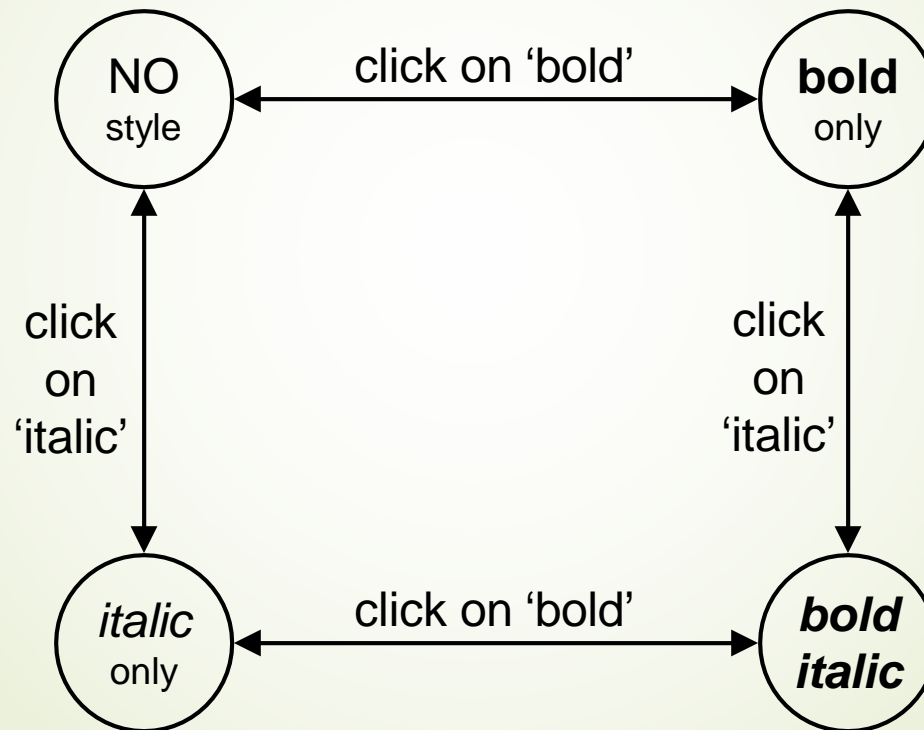 NO
style
click on ‘bold’
bold
only
click
on
‘italic’
click
on
‘italic’
italic
only
click on ‘bold’
bold
italic